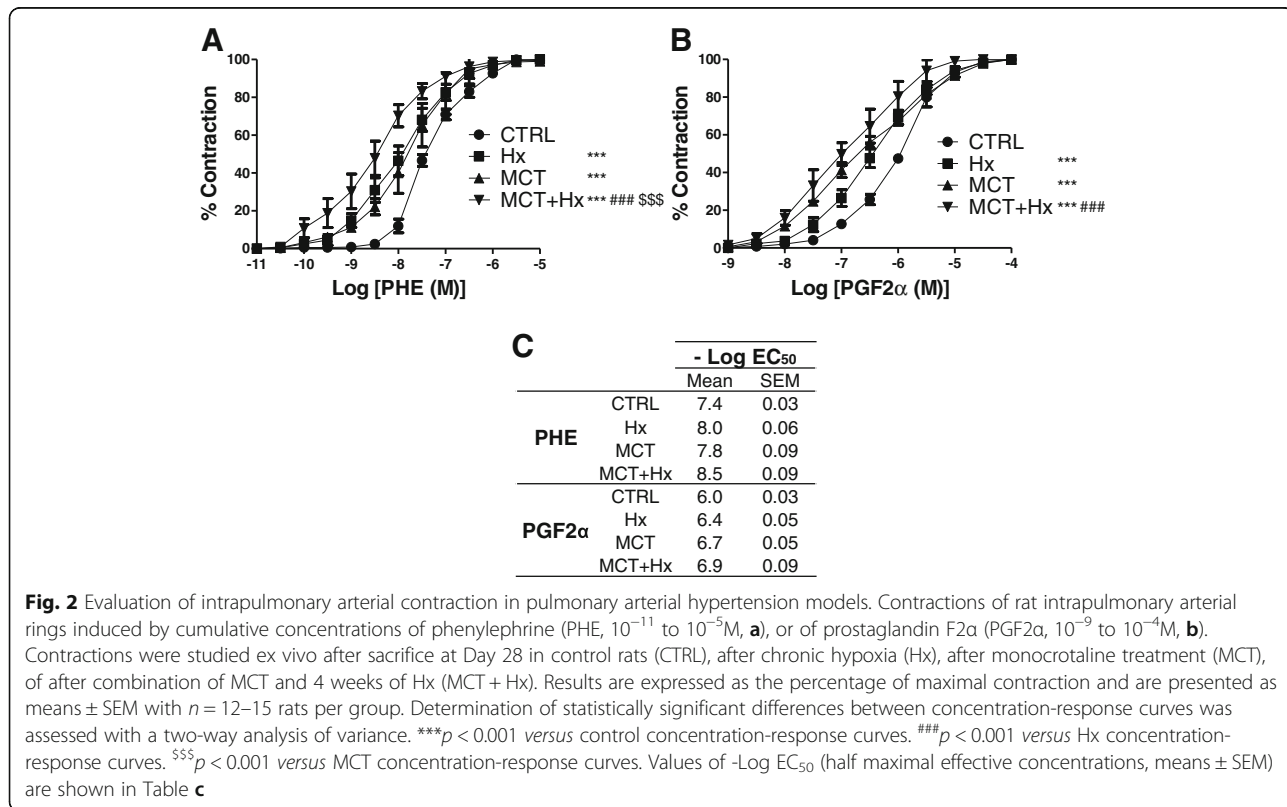 A
B
% Contraction
100
80
60
40
20
0
-11 -10 -9 -8 -7 -6 -5
Log [PHE (M)]
CTRL
Hx ***
MCT ***
MCT+Hx *** ### $$$
% Contraction
100
80
60
40
20
0
-9 -8 -7 -6 -5 -4
Log [PGF2α (M)]
CTRL
Hx ***
MCT ***
MCT+Hx *** ###
C
- Log EC₅₀
Mean SEM
PHE
CTRL 7.4 0.03
Hx 8.0 0.06
MCT 7.8 0.09
MCT+Hx 8.5 0.09
PGF2α
CTRL 6.0 0.03
Hx 6.4 0.05
MCT 6.7 0.05
MCT+Hx 6.9 0.09
Fig. 2 Evaluation of intrapulmonary arterial contraction in pulmonary arterial hypertension models. Contractions of rat intrapulmonary arterial
rings induced by cumulative concentrations of phenylephrine (PHE, 10⁻¹¹ to 10⁻⁵M, a), or of prostaglandin F2α (PGF2α, 10⁻⁹ to 10⁻⁴M, b).
Contractions were studied ex vivo after sacrifice at Day 28 in control rats (CTRL), after chronic hypoxia (Hx), after monocrotaline treatment (MCT),
of after combination of MCT and 4 weeks of Hx (MCT + Hx). Results are expressed as the percentage of maximal contraction and are presented as
means ± SEM with n = 12–15 rats per group. Determination of statistically significant differences between concentration-response curves was
assessed with a two-way analysis of variance. ***p < 0.001 versus control concentration-response curves. ###p < 0.001 versus Hx concentration-
response curves. $$$p < 0.001 versus MCT concentration-response curves. Values of -Log EC₅₀ (half maximal effective concentrations, means ± SEM)
are shown in Table c